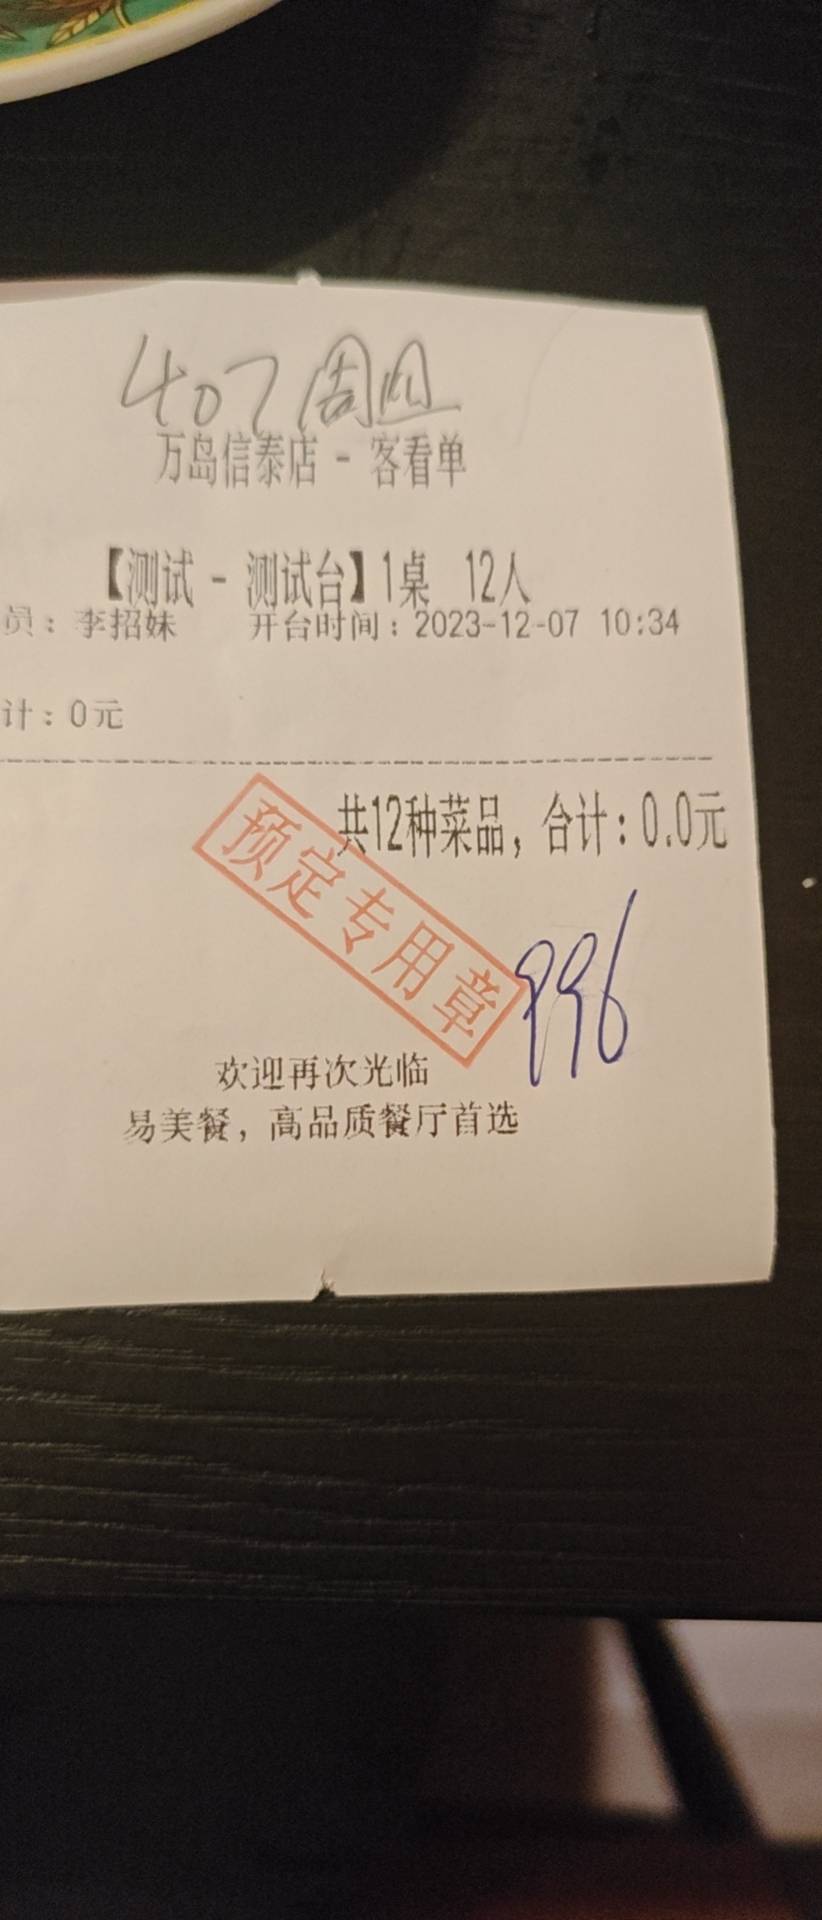 407 周四
万岛信泰店 - 客看单
【测试 - 测试台】1桌 12人
员：李招妹 开台时间：2023-12-07 10:34
计：0元
共12种菜品，合计：0.0元
预定专用章
996
欢迎再次光临
易美餐，高品质餐厅首选